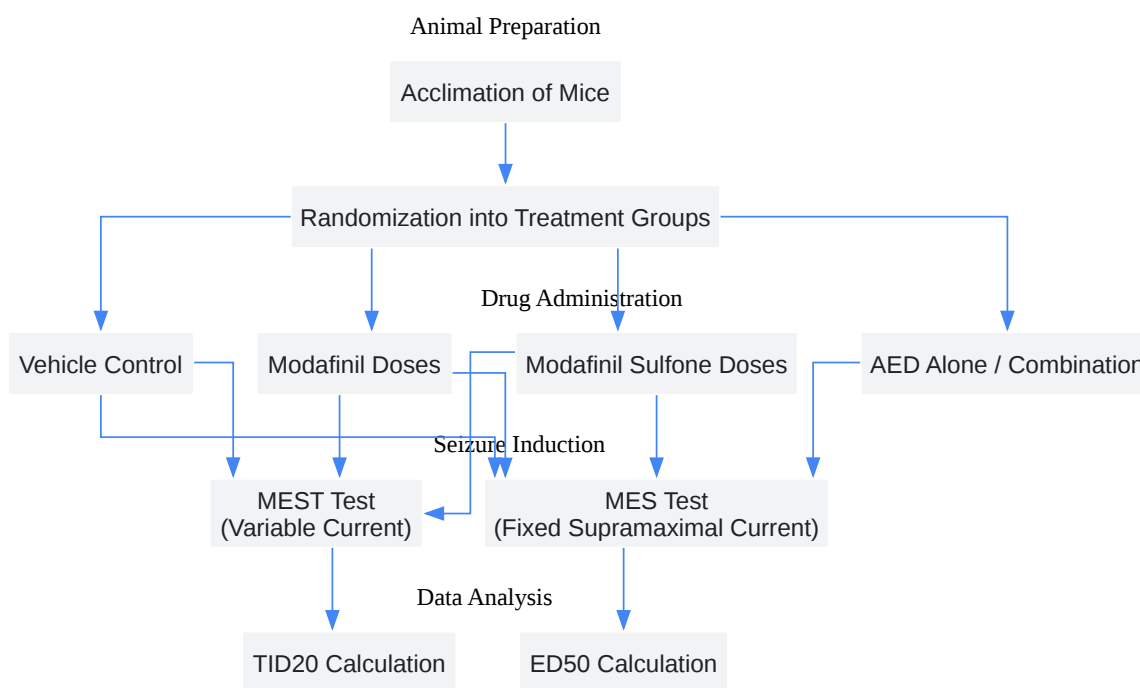 Animal Preparation
Acclimation of Mice
Randomization into Treatment Groups
Drug Administration
Vehicle Control
Modafinil Doses
Modafinil Sulfone Doses
AED Alone / Combination
Seizure Induction
MEST Test
(Variable Current)
MES Test
(Fixed Supramaximal Current)
Data Analysis
TID20 Calculation
ED50 Calculation